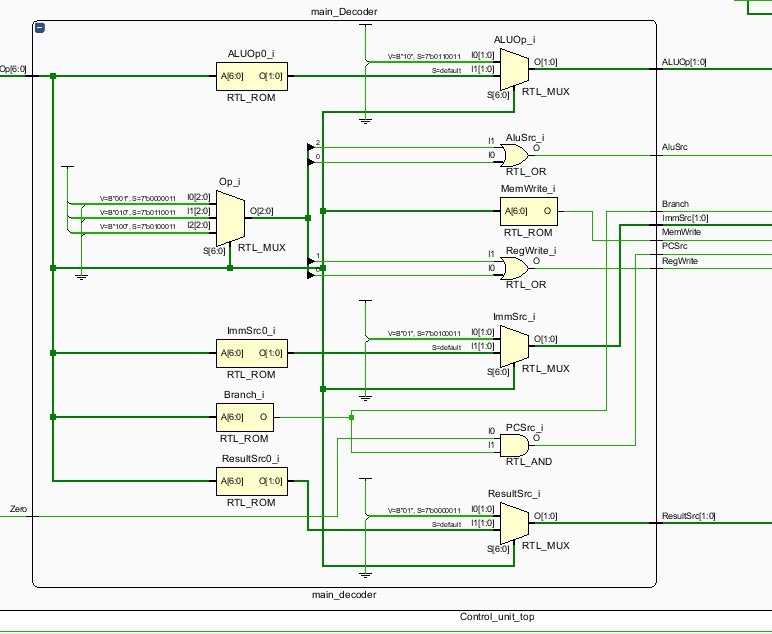 main_Decoder
ALUOp_i
ALUOp0_i
V=B"10", S=7'b0110011 I0[1:0]
Op[6:0]
A[6:0] O[1:0]
S=default I1[1:0]
O[1:0]
ALUOp[1:0]
RTL_ROM
S[6:0]
RTL_MUX
2
I1
AluSrc_i
O
AluSrc
0
I0
RTL_OR
Op_i
MemWrite_i
V=B"001", S=7'b0000011 I0[2:0]
V=B"010", S=7'b0110011 I1[2:0]
O[2:0]
A[6:0] O
Branch
V=B"100", S=7'b0100011 I2[2:0]
ImmSrc[1:0]
RTL_ROM
MemWrite
S[6:0]
RTL_MUX
PCSrc
RegWrite_i
1
I1
O
RegWrite
0
I0
RTL_OR
ImmSrc_i
ImmSrc0_i
V=B"01", S=7'b0100011 I0[1:0]
A[6:0] O[1:0]
S=default I1[1:0]
O[1:0]
RTL_ROM
S[6:0]
RTL_MUX
Branch_i
A[6:0] O
RTL_ROM
PCSrc_i
I0
O
I1
RTL_AND
ResultSrc0_i
A[6:0] O[1:0]
RTL_ROM
ResultSrc_i
Zero
V=B"01", S=7'b0000011 I0[1:0]
S=default I1[1:0]
O[1:0]
ResultSrc[1:0]
S[6:0]
RTL_MUX
main_decoder
Control_unit_top